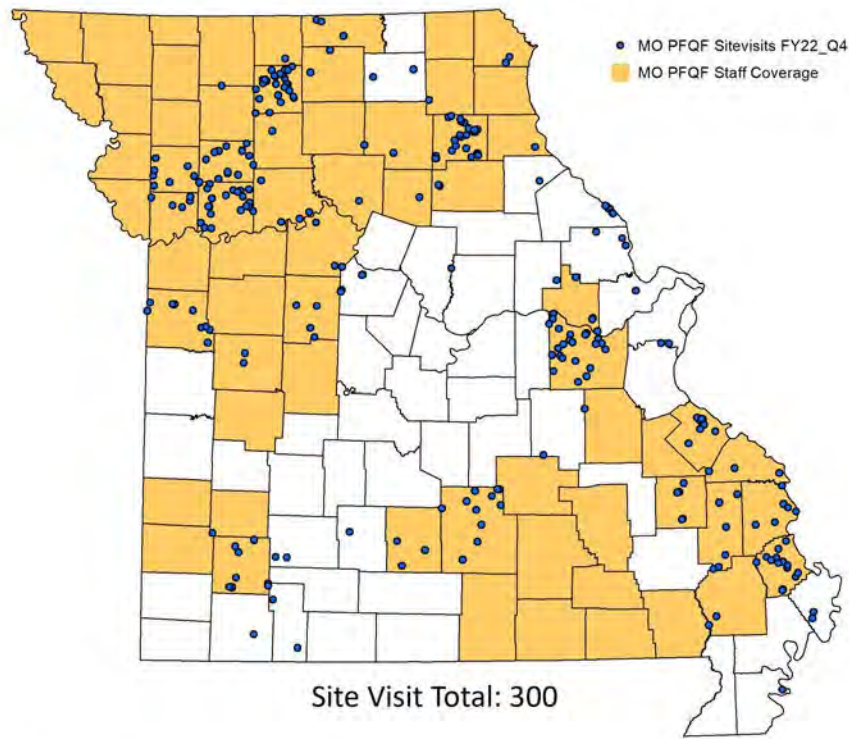 MO PFQF Sitevisits FY22_Q4
MO PFQF Staff Coverage
Site Visit Total: 300